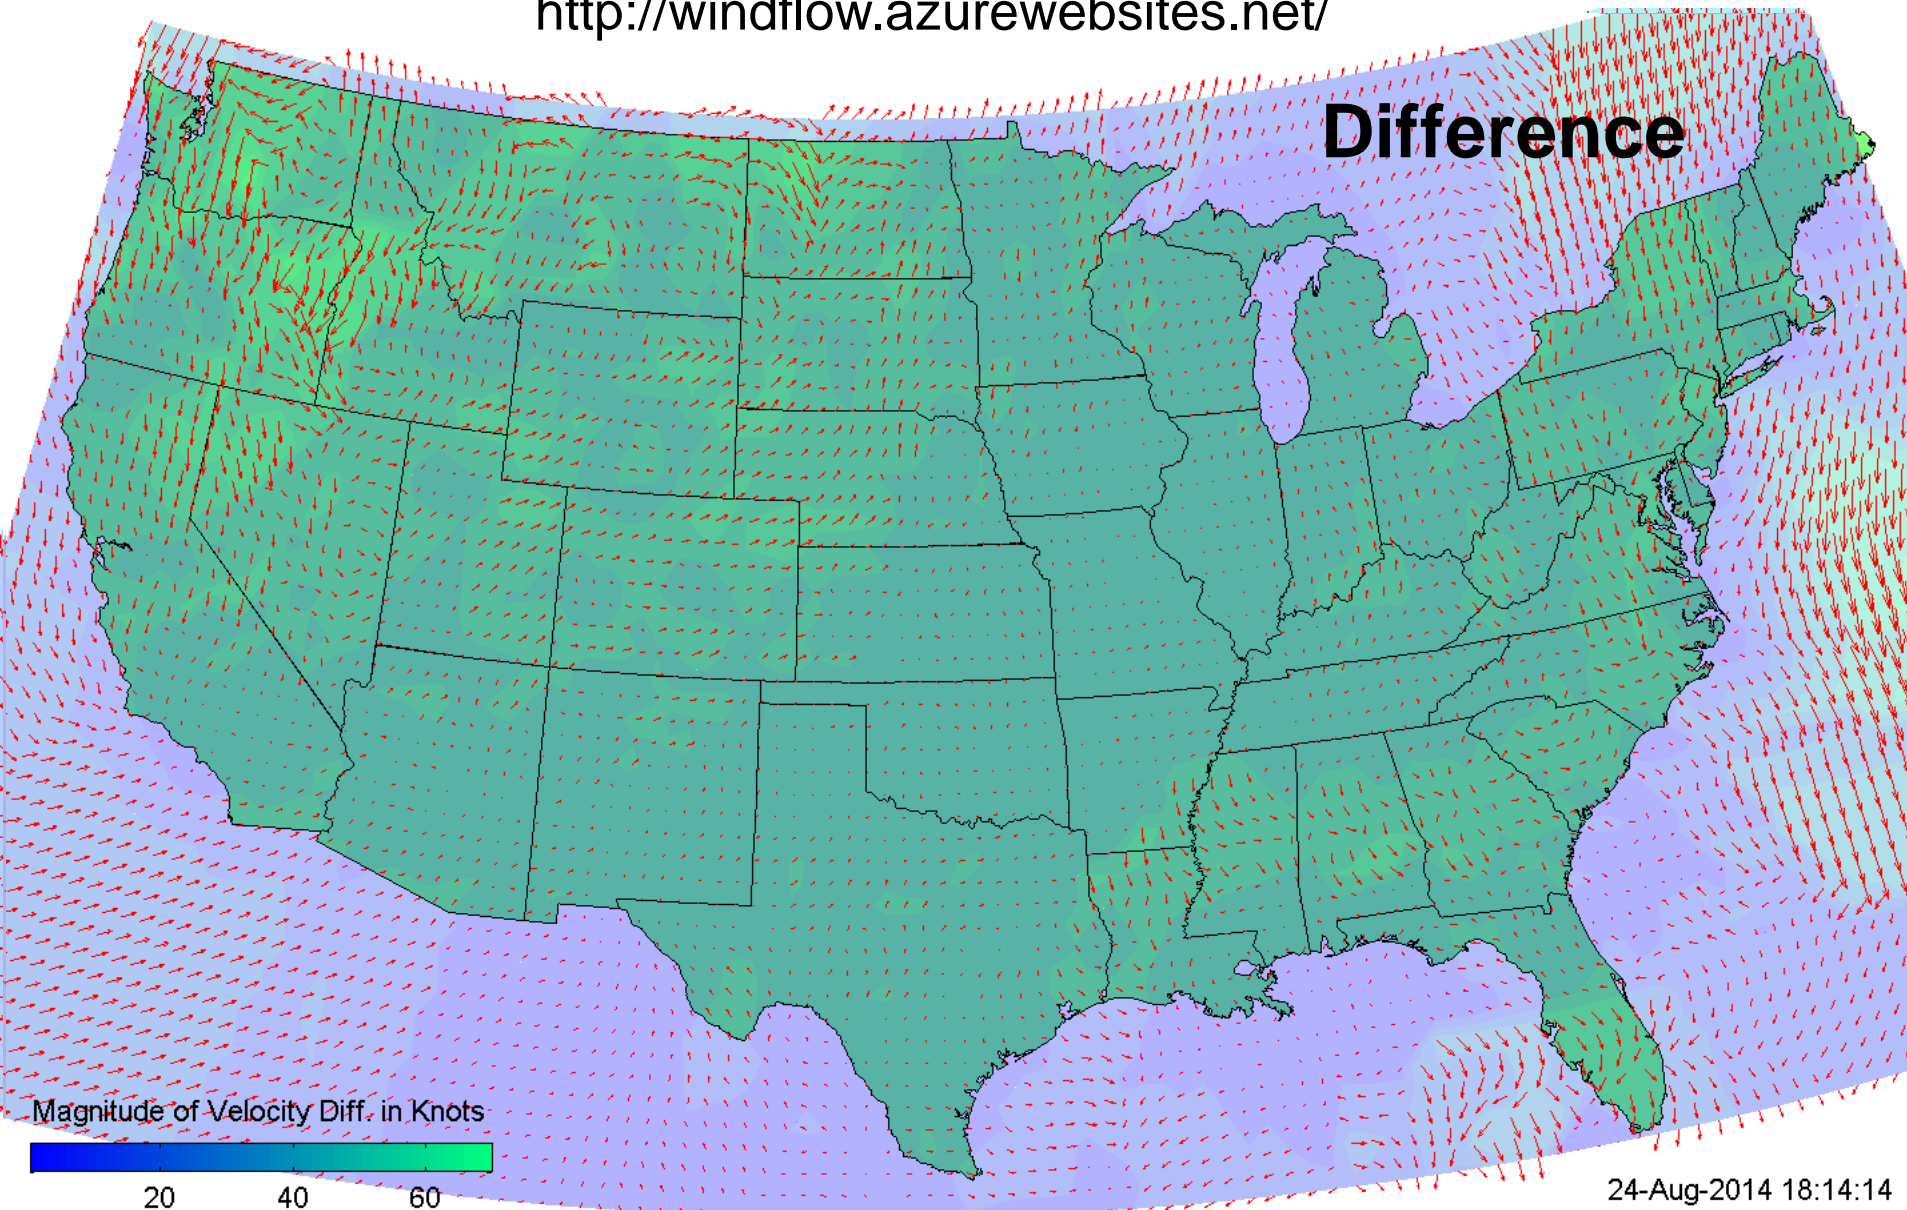 http://windflow.azurewebsites.net/
Difference
Magnitude of Velocity Diff. in Knots
20 40 60
24-Aug-2014 18:14:14